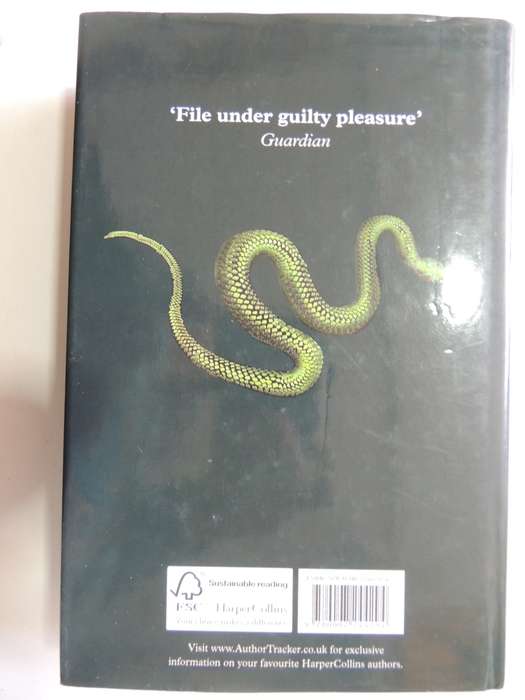 ‘File under guilty pleasure’
Guardian
Sustainable reading
FSC HarperCollins
Visit www.AuthorTracker.co.uk for exclusive
information on your favourite HarperCollins authors.